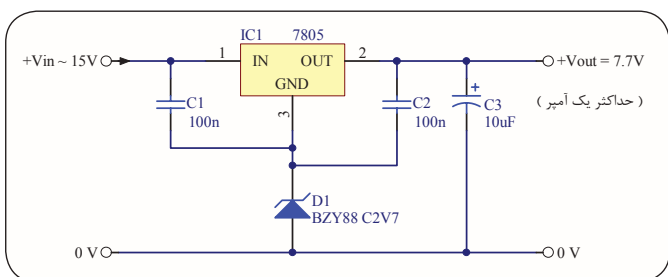 IC1 7805
+Vin ~ 15V
1
IN OUT
2
+Vout = 7.7V
GND
( حداکثر یک آمپر )
C1
100n
3
C2
100n
C3
10uF
+
D1
BZY88 C2V7
0 V
0 V